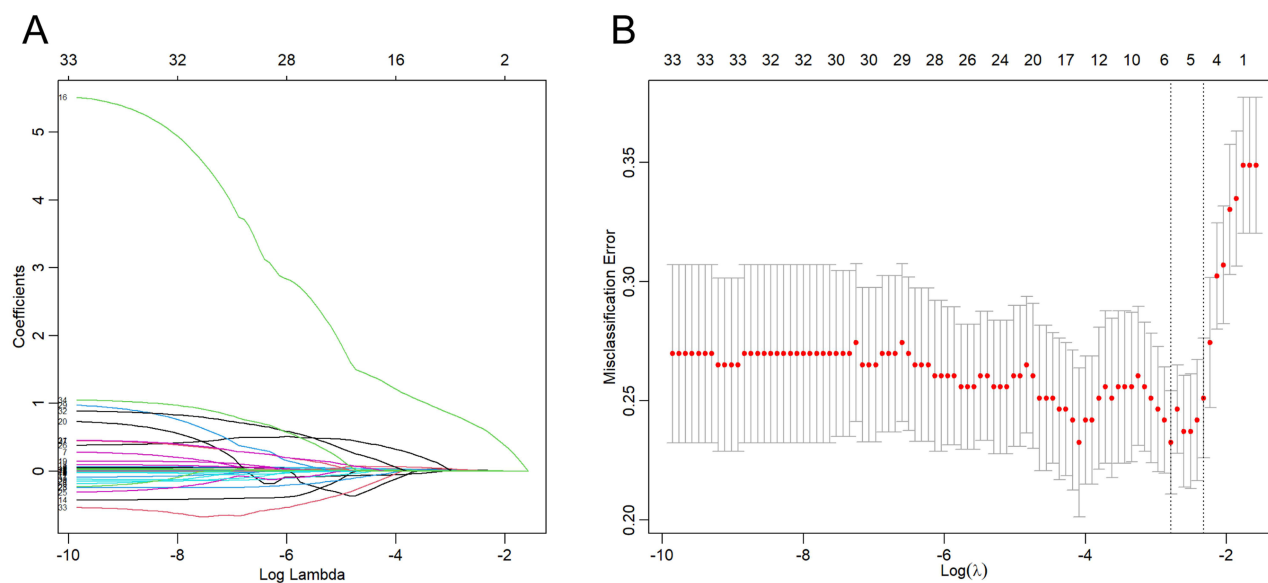 A
33 32 28 16 2
Coefficients
5
4
3
2
1
0
16
34
32
20
26
7
19
25
14
33
-10 -8 -6 -4 -2
Log Lambda
B
33 33 33 32 32 30 30 29 28 26 24 20 17 12 10 6 5 4 1
Misclassification Error
0.35
0.30
0.25
0.20
-10 -8 -6 -4 -2
Log(λ)